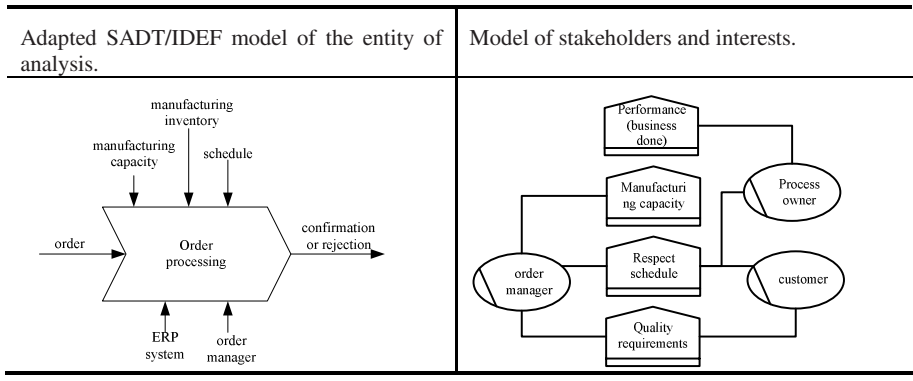 Adapted SADT/IDEF model of the entity of
analysis.
Model of stakeholders and interests.
manufacturing
inventory
manufacturing
capacity
schedule
order
Order
processing
confirmation
or rejection
ERP
system
order
manager
Performance
(business
done)
Manufacturi
ng capacity
Process
owner
Respect
schedule
order
manager
customer
Quality
requirements